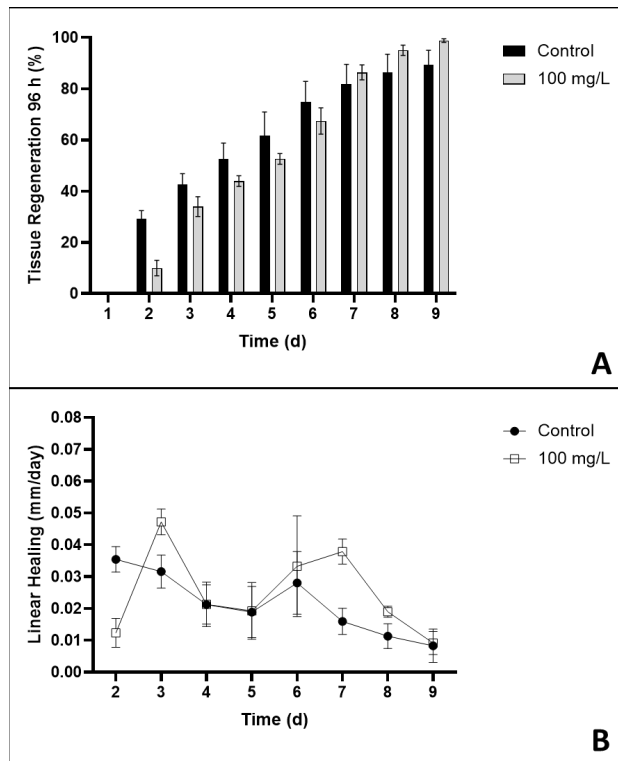 Tissue Regeneration 96 h (%)
100
80
60
40
20
0
1 2 3 4 5 6 7 8 9
Time (d)
Control
100 mg/L
A
Linear Healing (mm/day)
0.08
0.07
0.06
0.05
0.04
0.03
0.02
0.01
0.00
2 3 4 5 6 7 8 9
Time (d)
Control
100 mg/L
B